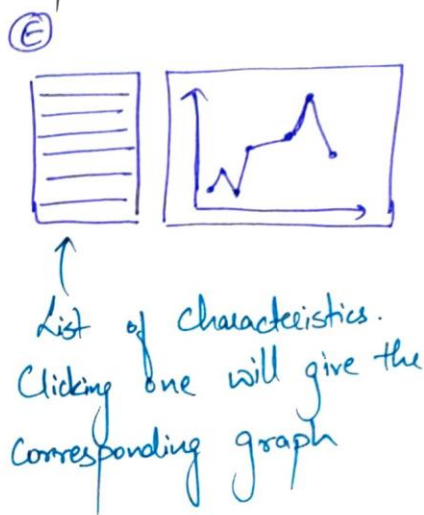 E
List of Characteristics.
Clicking one will give the
Corresponding graph